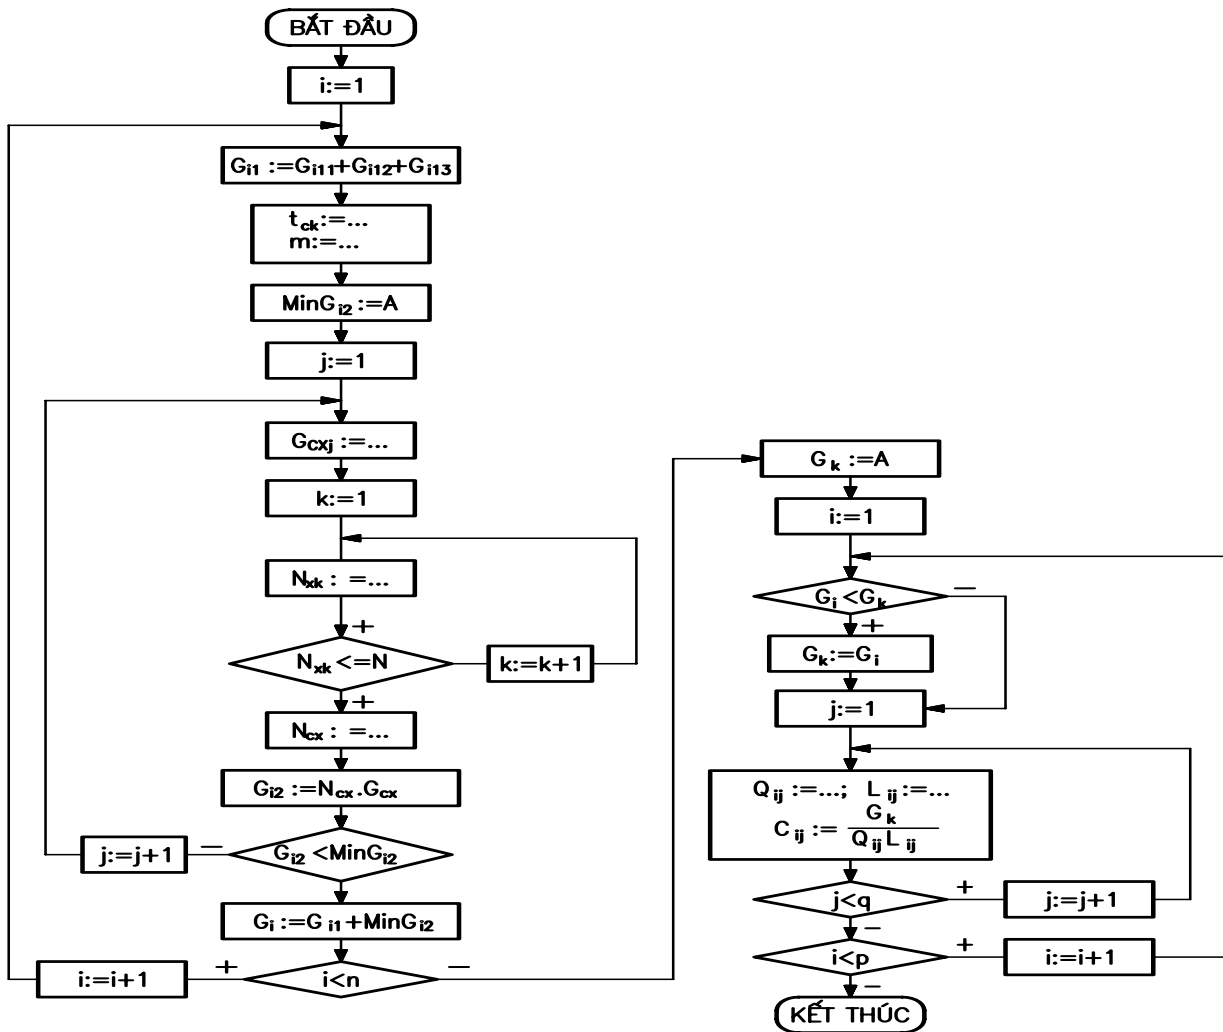 BẮT ĐẦU
i:=1
Gi11 :=Gi11+Gi12+Gi13
tck:=...
m:=...
MinGi2 :=A
j:=1
GCXj :=...
k:=1
Nxk : =...
+
Nxk <=N
k:=k+1
+
Ncx : =...
Gi2 :=Ncx.Gcx
Gi2 <MinGi2
−
j:=j+1
Gi :=Gi1+MinGi2
i<n
+
−
i:=i+1
Gk :=A
i:=1
Gi <Gk
−
+
Gk:=Gi
j:=1
Qij :=...; Lij :=...
Cij := Gk
Qij Lij
j<q
+
j:=j+1
−
i<p
+
i:=i+1
−
KẾT THÚC